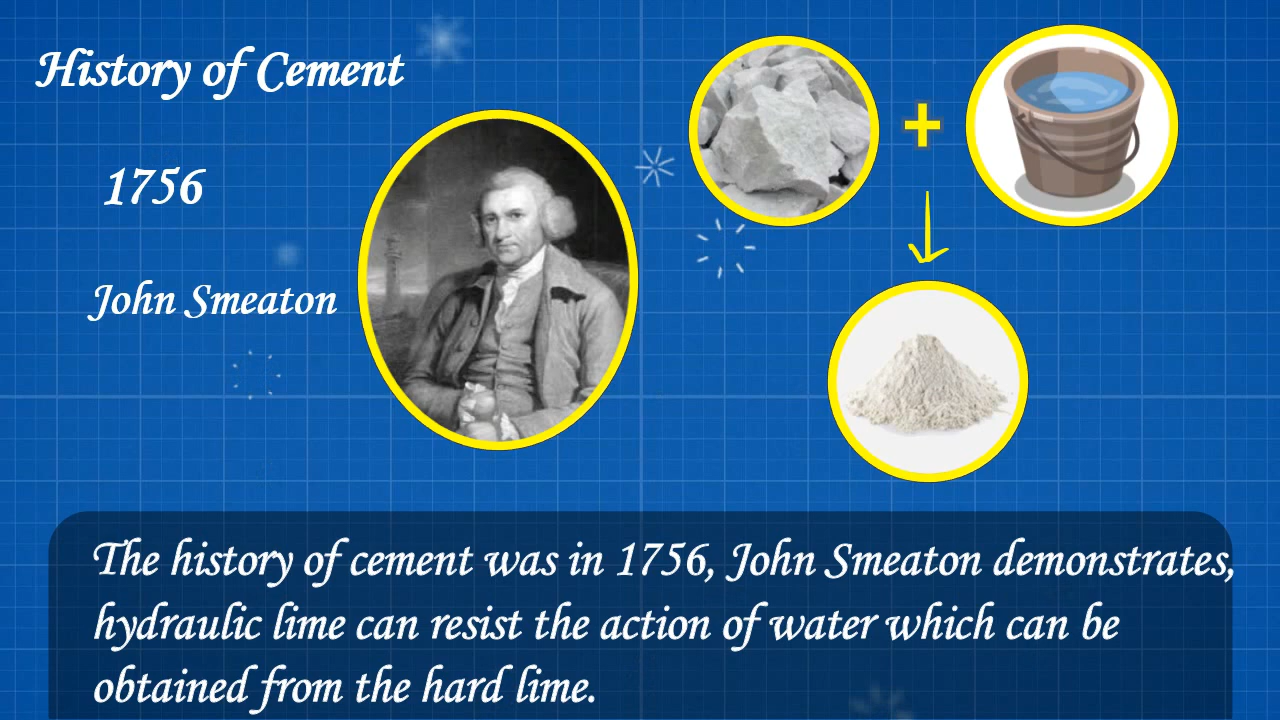 History of Cement
1756
John Smeaton
+
The history of cement was in 1756, John Smeaton demonstrates,
hydraulic lime can resist the action of water which can be
obtained from the hard lime.